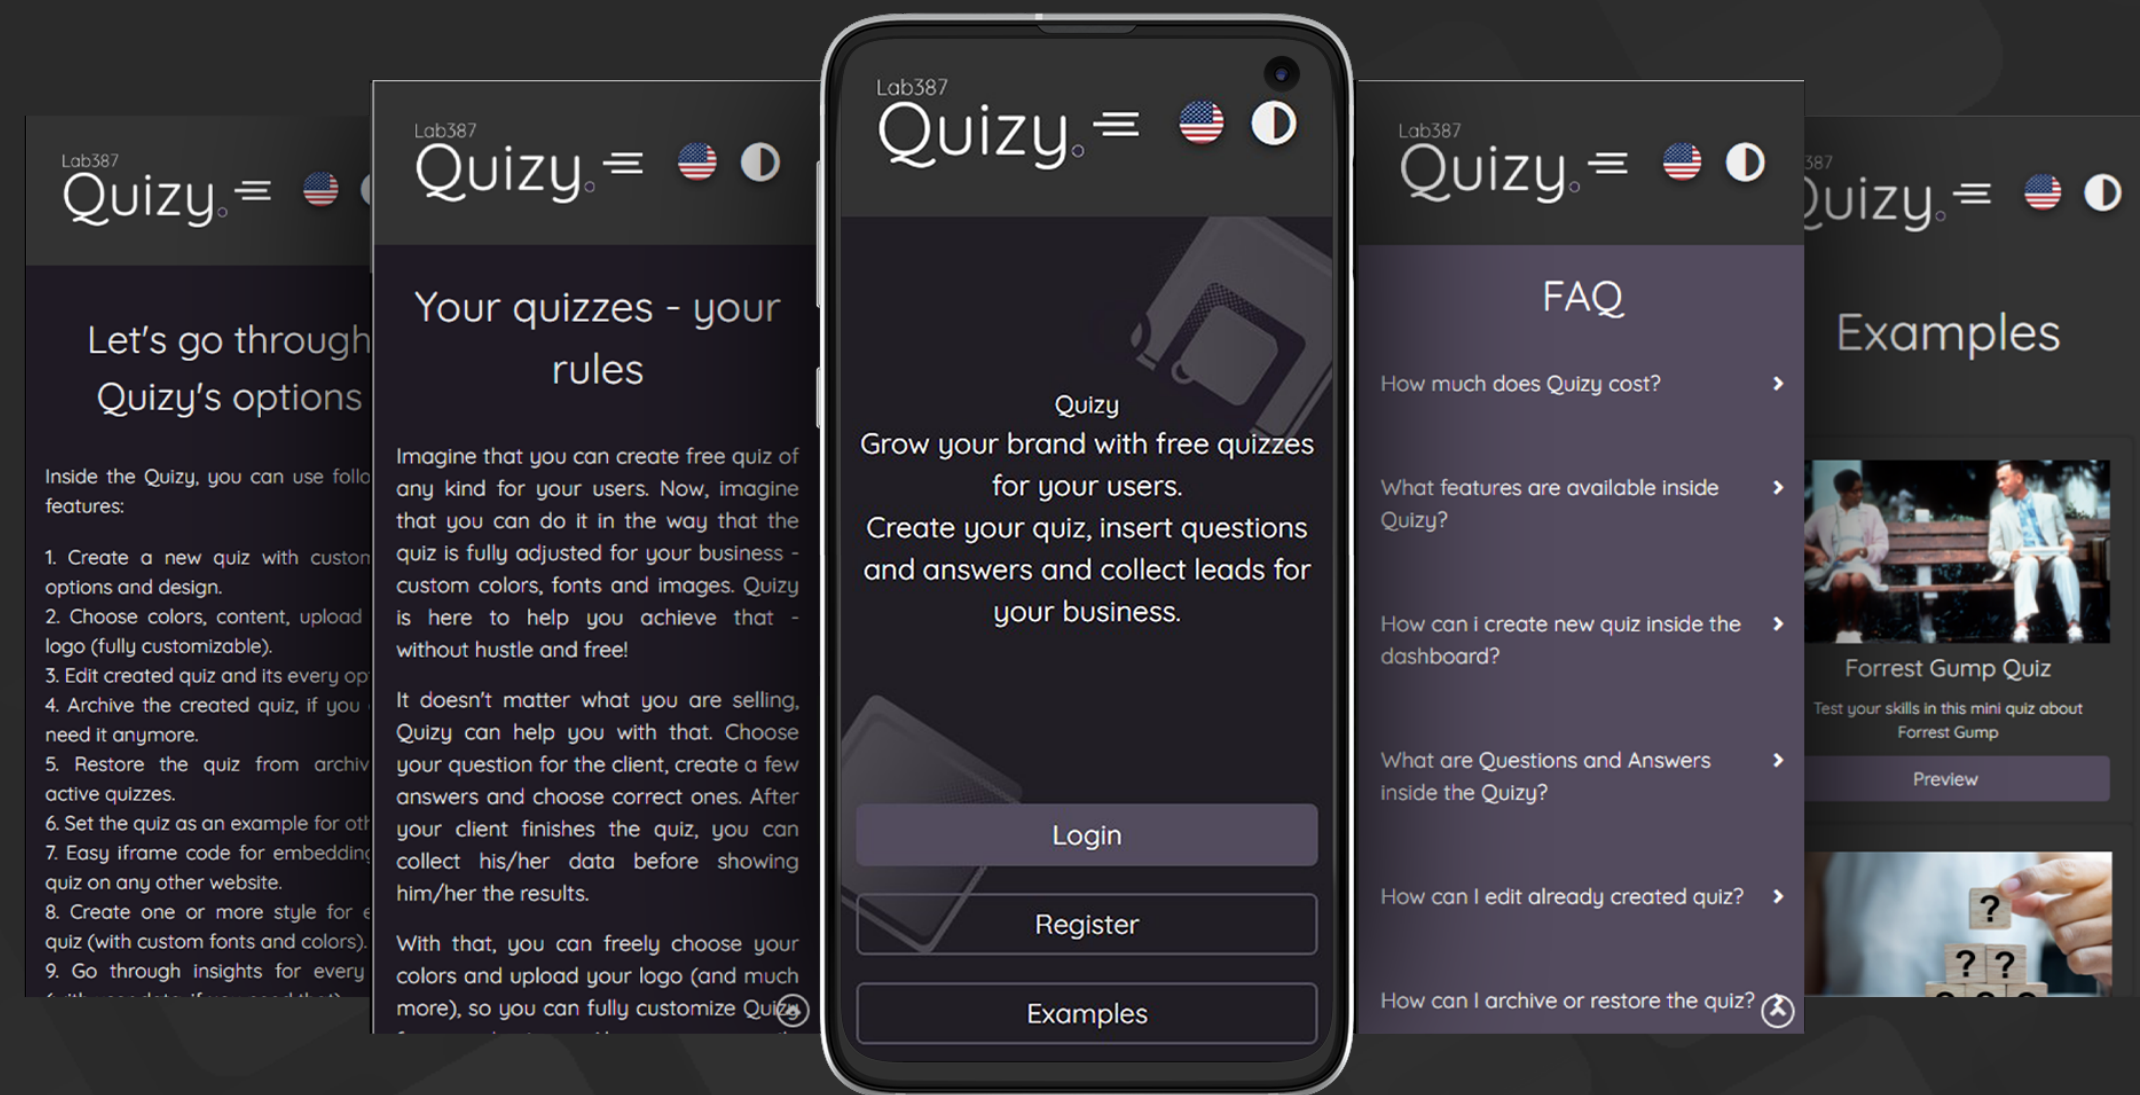 Lab387
Quizy.
Let's go through
Quizy's options
Inside the Quizy, you can use
features:
1. Create a new quiz with
options and design.
2. Choose colors, content, upload
logo (fully customizable).
3. Edit created quiz and its every
4. Archive the created quiz, if you
need it anymore.
5. Restore the quiz from
active quizzes.
6. Set the quiz as an example for
7. Easy iframe code for
quiz on any other website.
8. Create one or more style for
quiz (with custom fonts and colors).
9. Go through insights for every
Lab387
Quizy.
Your quizzes - your
rules
Imagine that you can create free quiz of
any kind for your users. Now, imagine
that you can do it in the way that the
quiz is fully adjusted for your business -
custom colors, fonts and images. Quizy
is here to help you achieve that -
without hustle and free!
It doesn't matter what you are selling,
Quizy can help you with that. Choose
your question for the client, create a few
answers and choose correct ones. After
your client finishes the quiz, you can
collect his/her data before showing
him/her the results.
With that, you can freely choose your
colors and upload your logo (and much
more), so you can fully customize Quizy
Lab387
Quizy.
Quizy
Grow your brand with free quizzes
for your users.
Create your quiz, insert questions
and answers and collect leads for
your business.
Login
Register
Examples
Lab387
Quizy.
FAQ
How much does Quizy cost?
What features are available inside
Quizy?
How can i create new quiz inside the
dashboard?
What are Questions and Answers
inside the Quizy?
How can I edit already created quiz?
How can I archive or restore the quiz?
387
Quizy.
Examples
Forrest Gump Quiz
Test your skills in this mini quiz about
Forrest Gump
Preview
?
? ?